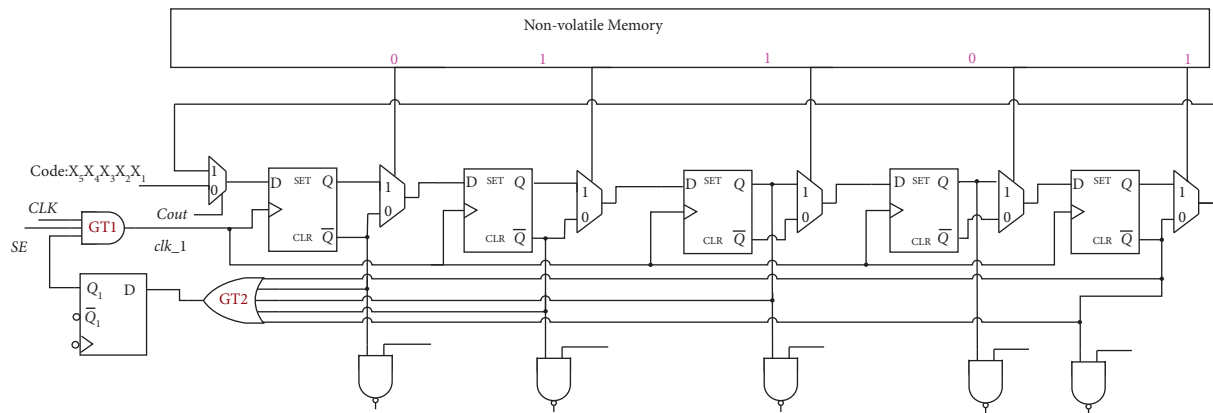 Non-volatile Memory
0 1 1 0 1
Code:X₅X₄X₃X₂X₁
1
0
D SET Q
CLR Q̅
1
0
D SET Q
CLR Q̅
1
0
D SET Q
CLR Q̅
1
0
D SET Q
CLR Q̅
1
0
D SET Q
CLR Q̅
1
0
Cout
CLK
SE
GT1
clk_1
Q₁ D
Q̅₁
GT2